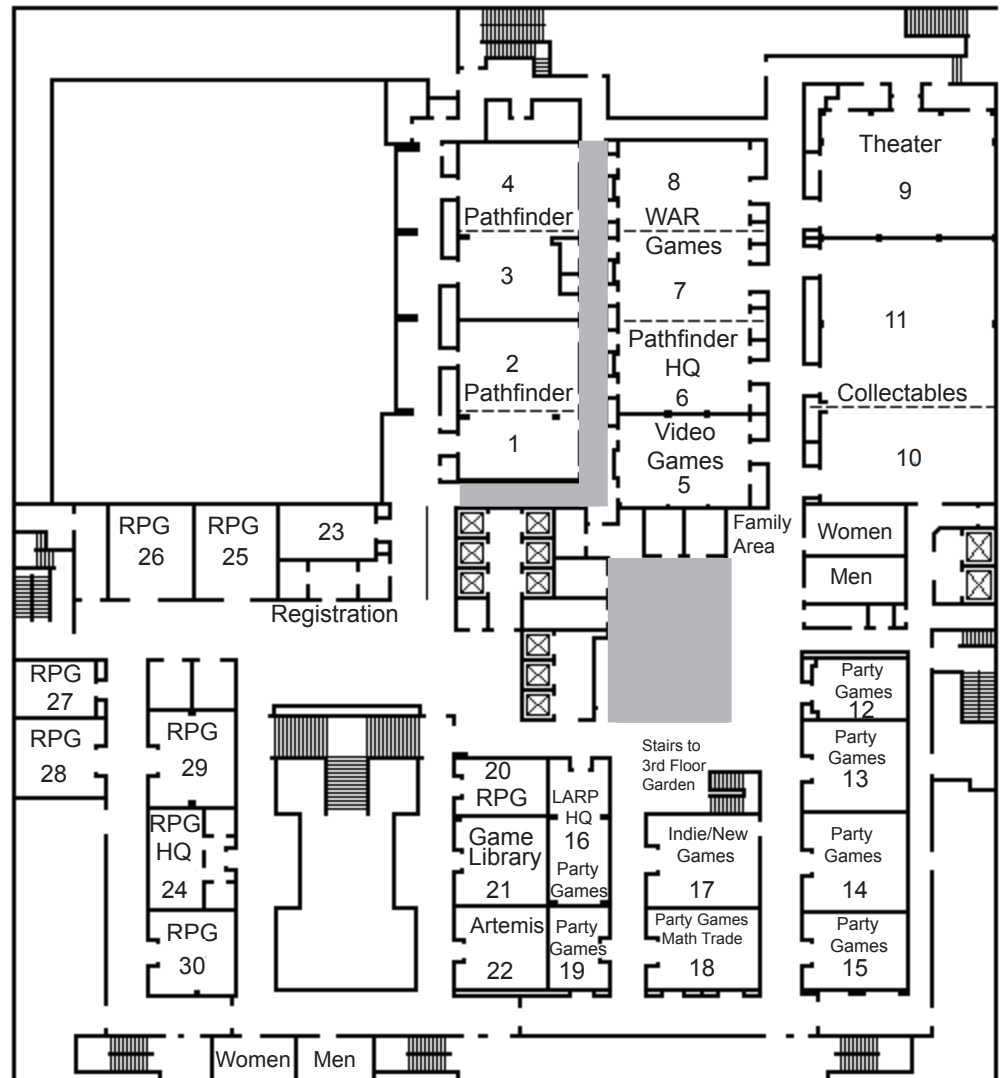 Theater
9
4
Pathfinder
3
8
WAR
Games
7
11
2
Pathfinder
1
Pathfinder
HQ
6
Collectables
10
Video
Games
5
RPG
26
RPG
25
23
Family
Area
Women
Men
Registration
RPG
27
RPG
28
RPG
29
RPG
HQ
24
RPG
30
20
RPG
Game
Library
21
Artemis
22
LARP
HQ
16
Party
Games
Party
Games
19
Stairs to
3rd Floor
Garden
Indie/New
Games
17
Party Games
Math Trade
18
Party
Games
12
Party
Games
13
Party
Games
14
Party
Games
15
Women
Men